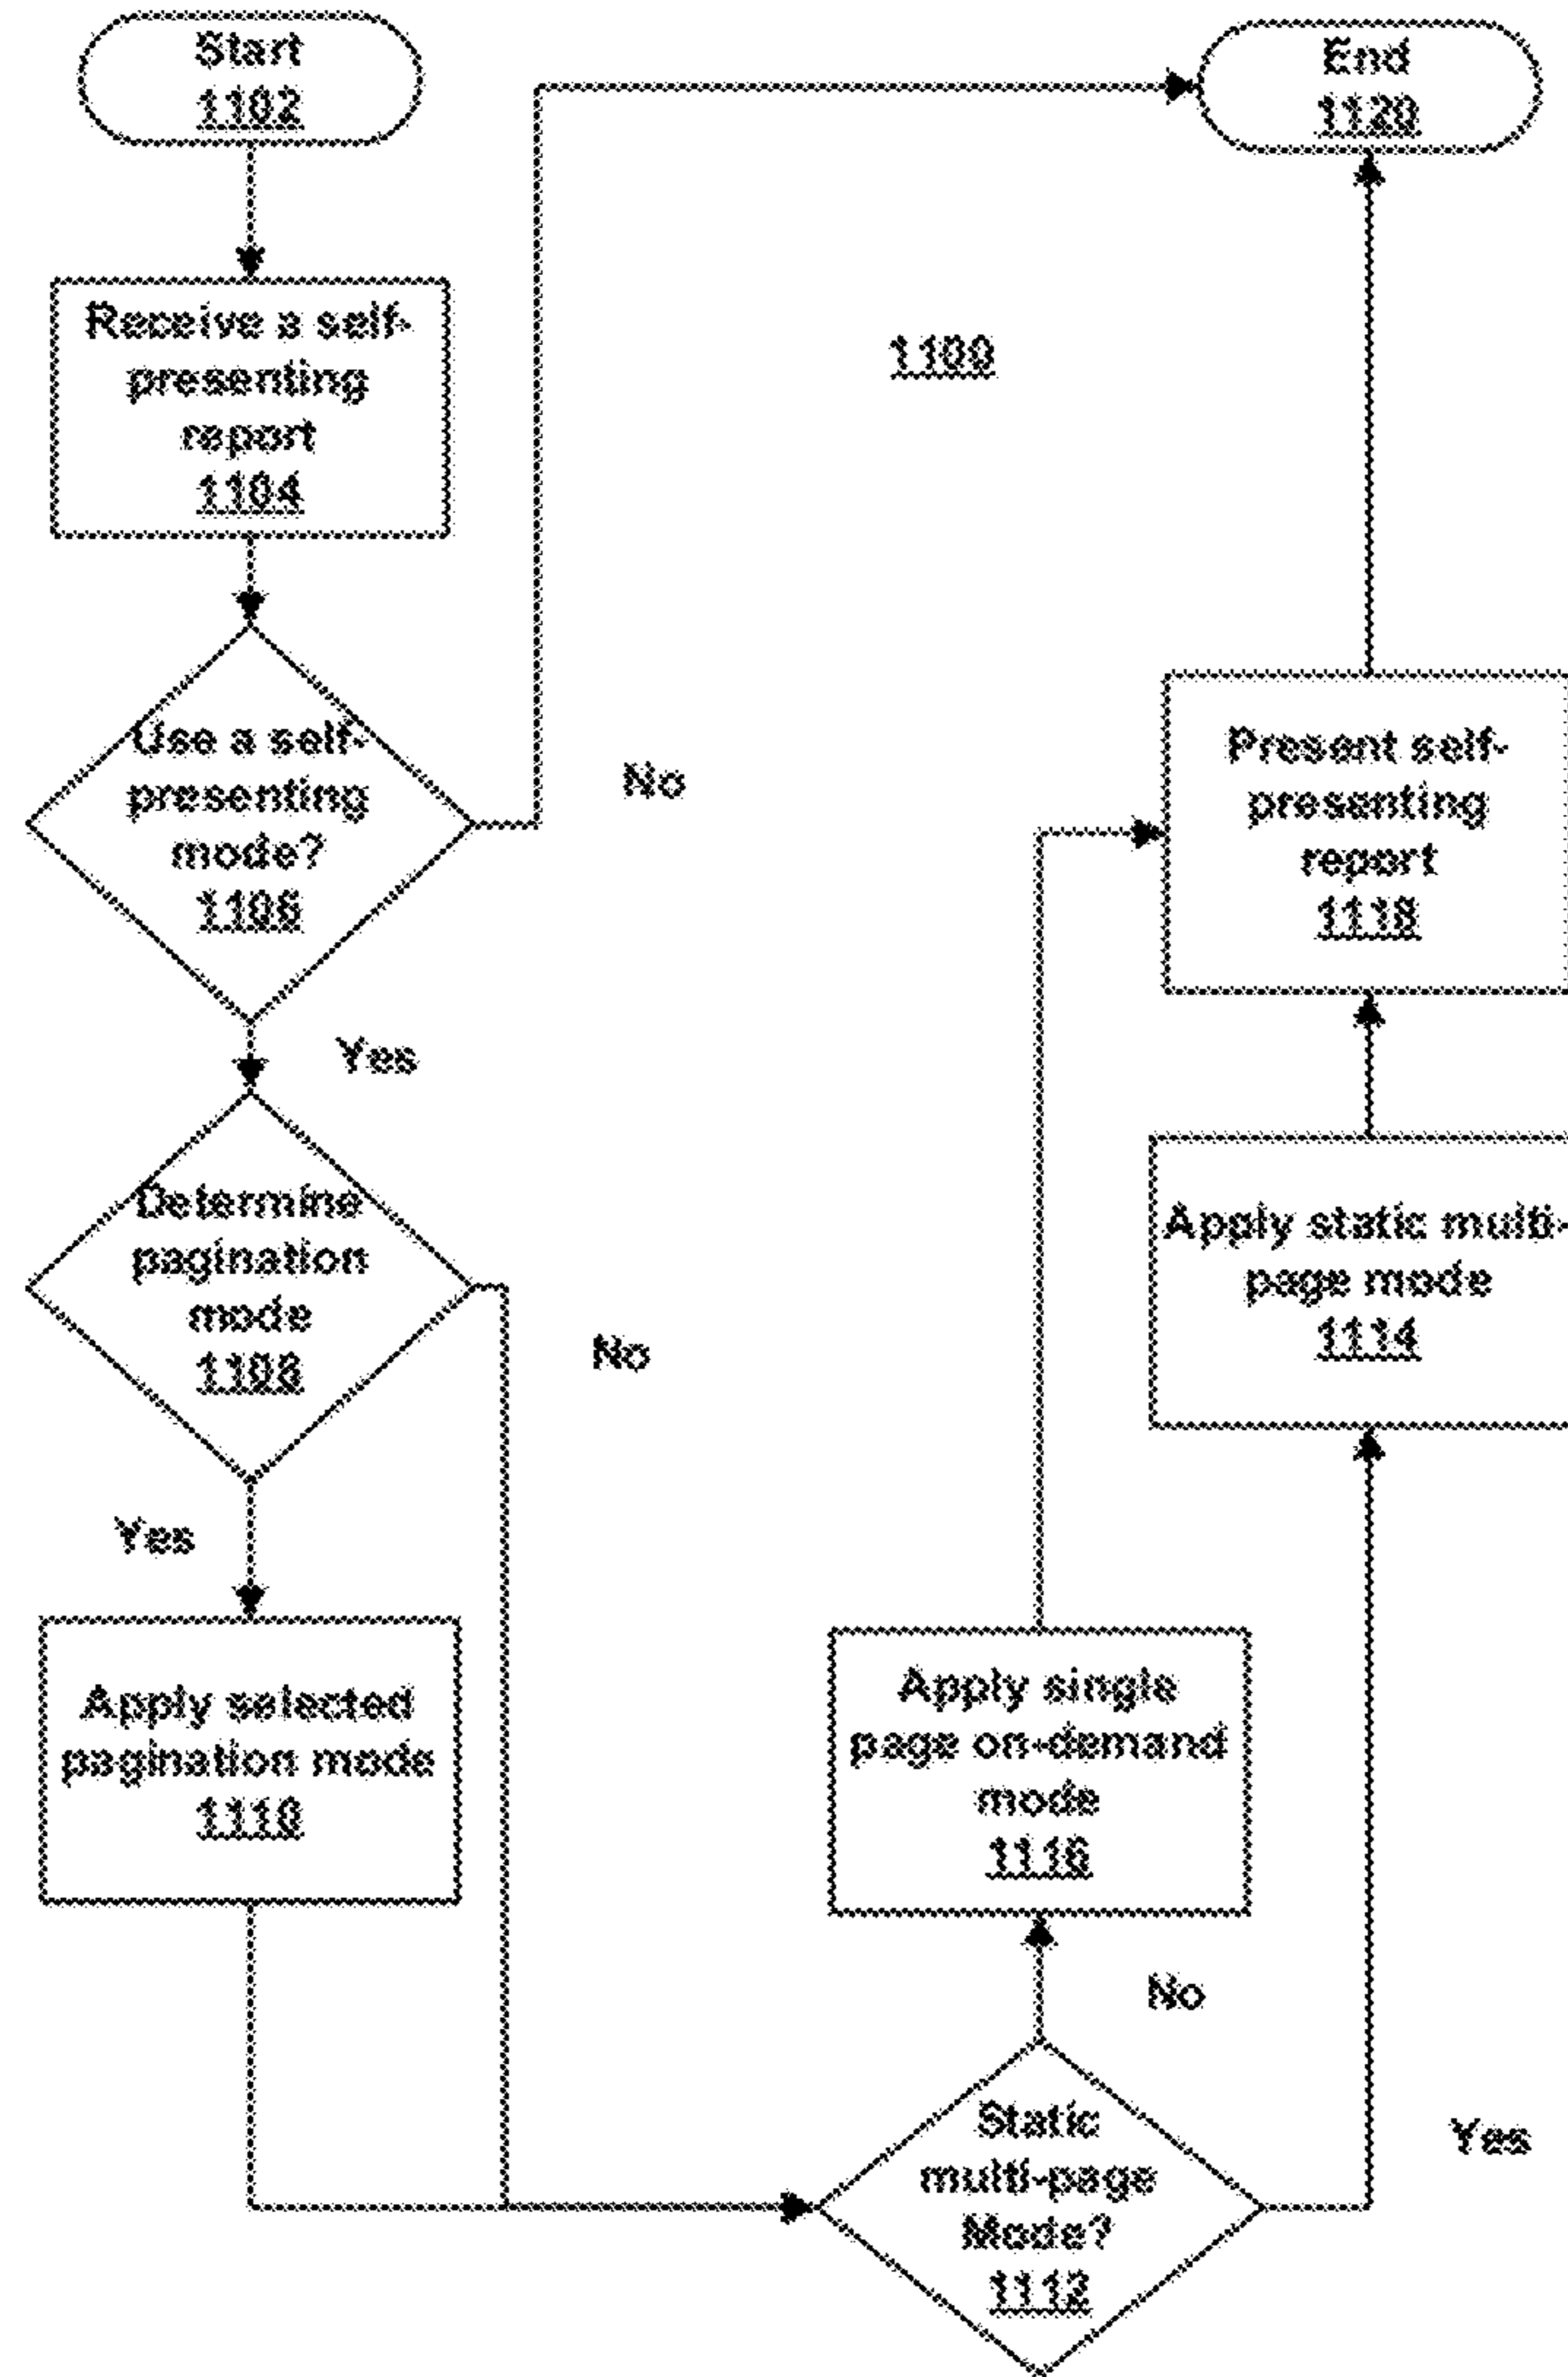 Start
1102
Receive a self-
presenting
report
1104
Use a self-
presenting
mode?
1106
No
Yes
Determine
pagination
mode
1108
No
Yes
Apply selected
pagination mode
1110
1100
End
1120
Present self-
presenting
report
1118
Apply static multi-
page mode
1114
Apply single
page on-demand
mode
1116
No
Static
multi-page
Mode?
1112
Yes